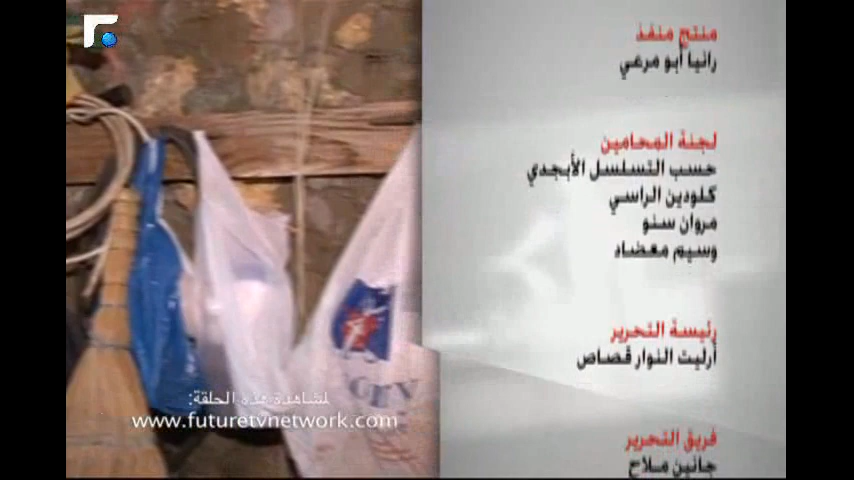 منتج منفذ
رانيا أبو مرعي
لجنة المحامين
حسب التسلسل الأبجدي
كلودين الراسي
مروان سنو
وسيم معضاد
رئيسة التحرير
أرليت النوار قصاص
فريق التحرير
جانين ملاح
لمشاهدة هذه الحلقة:
www.futuretvnetwork.com